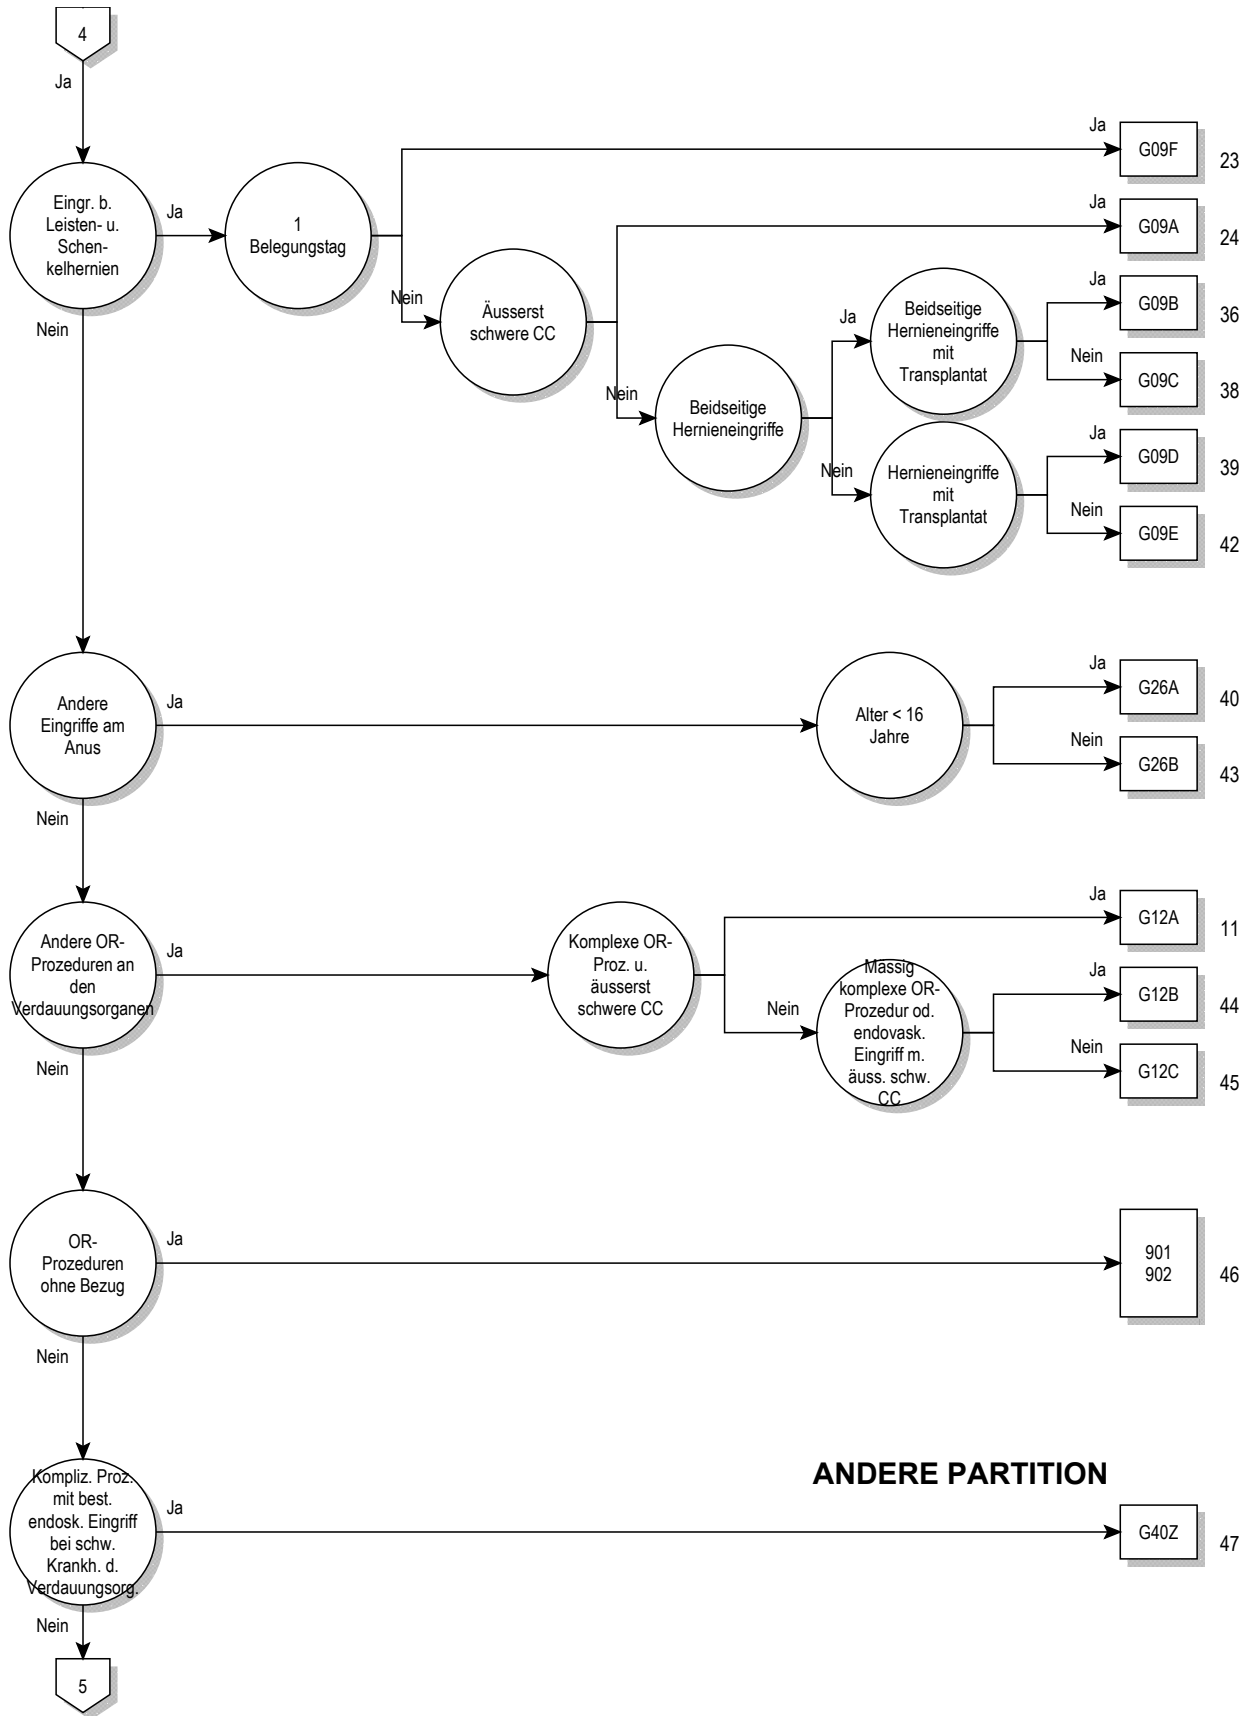 4
Ja
Eingr. b.
Leisten- u.
Schen-
kelhernien
Ja
1
Belegungstag
Ja
G09F
23
Nein
Äusserst
schwere CC
Ja
G09A
24
Nein
Beidseitige
Hernieneingriffe
Ja
Beidseitige
Hernieneingriffe
mit
Transplantat
Ja
G09B
36
Nein
G09C
38
Nein
Hernieneingriffe
mit
Transplantat
Ja
G09D
39
Nein
G09E
42
Nein
Andere
Eingriffe am
Anus
Ja
Alter < 16
Jahre
Ja
G26A
40
Nein
G26B
43
Nein
Andere OR-
Prozeduren an
den
Verdauungsorganen
Ja
Komplexe OR-
Proz. u.
äusserst
schwere CC
Ja
G12A
11
Nein
Mässig
komplexe OR-
Prozedur od.
endovask.
Eingriff m.
äuss. schw.
CC
Ja
G12B
44
Nein
G12C
45
Nein
OR-
Prozeduren
ohne Bezug
Ja
901
902
46
Nein
ANDERE PARTITION
Kompliz. Proz.
mit best.
endosk. Eingriff
bei schw.
Krankh. d.
Verdauungsorg.
Ja
G40Z
47
Nein
5